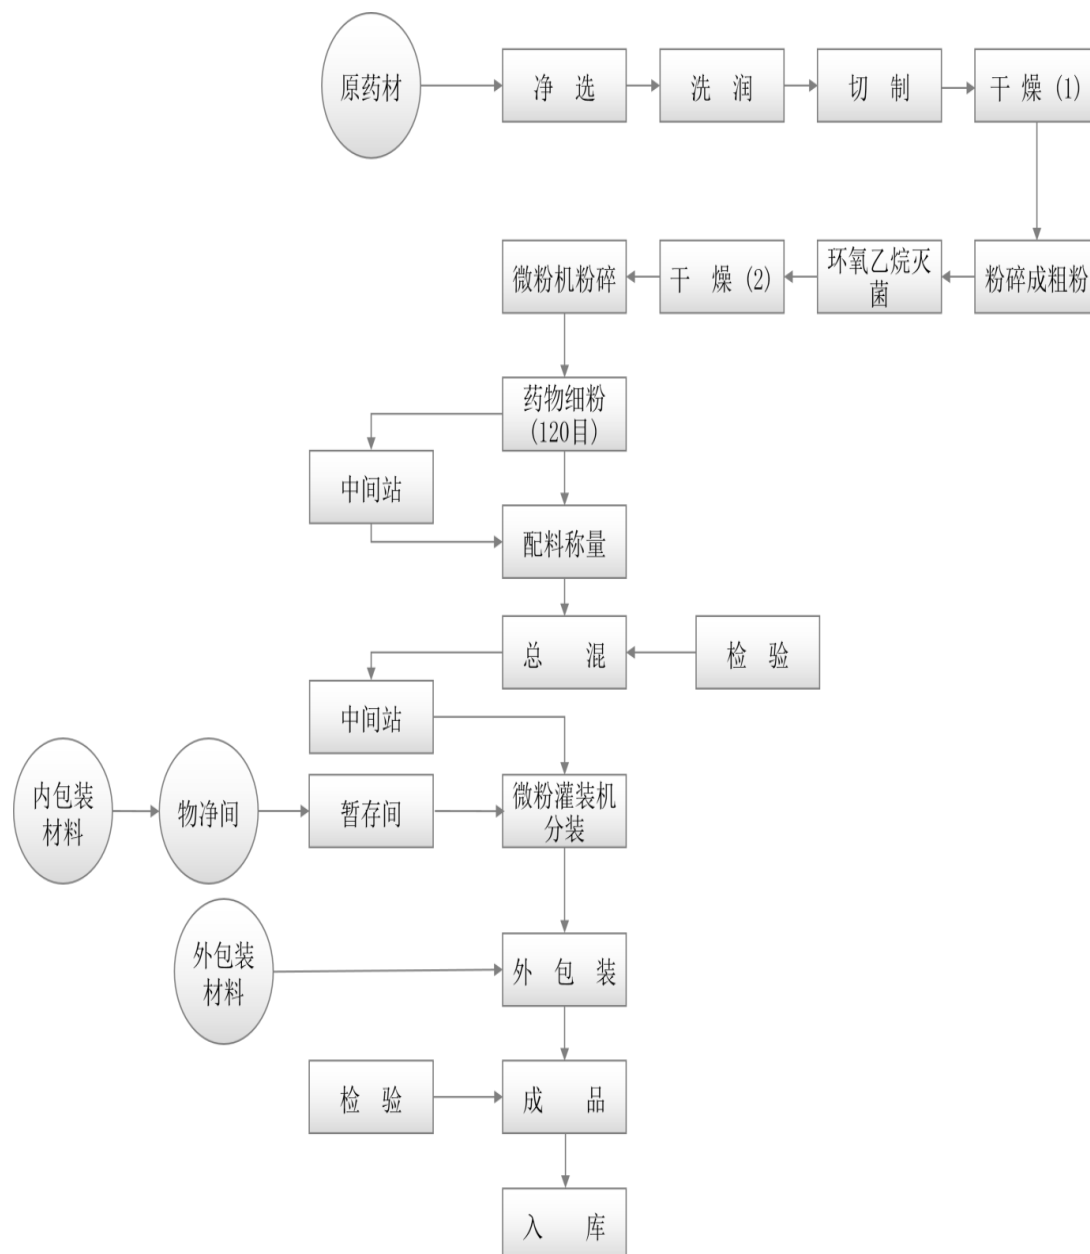 原药材
净 选
洗 润
切 制
干 燥 (1)
微粉机粉碎
干 燥 (2)
环氧乙烷灭
菌
粉碎成粗粉
药物细粉
(120目)
中间站
配料称量
总 混
检 验
中间站
内包装
材料
物净间
暂存间
微粉灌装机
分装
外包装
材料
外 包 装
检 验
成 品
入 库